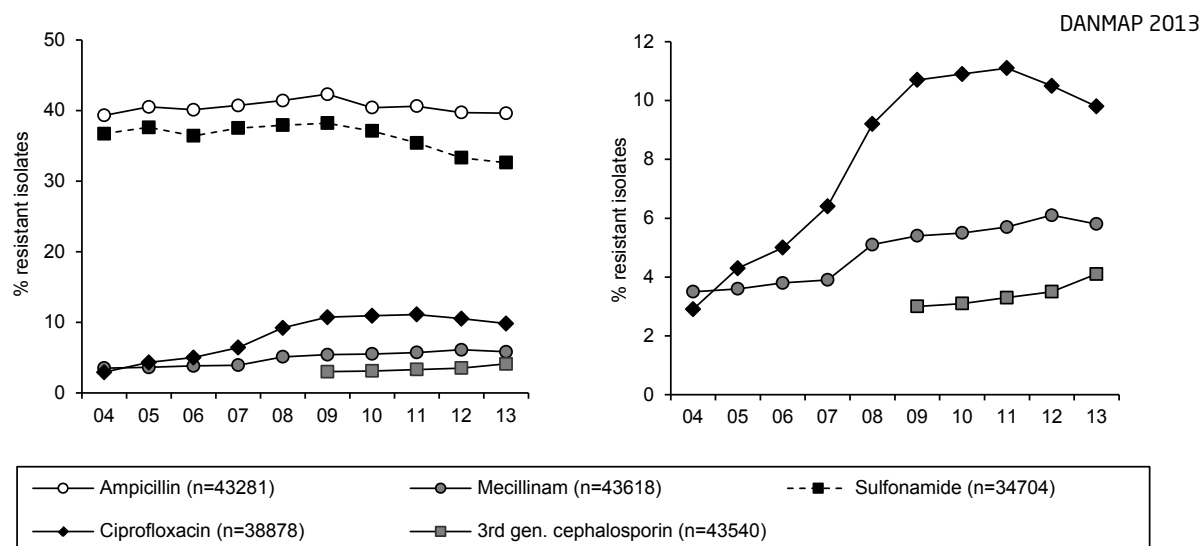 DANMAP 2013
% resistant isolates
50
40
30
20
10
0
04 05 06 07 08 09 10 11 12 13
% resistant isolates
12
10
8
6
4
2
0
04 05 06 07 08 09 10 11 12 13
Ampicillin (n=43281) Mecillinam (n=43618) Sulfonamide (n=34704)
Ciprofloxacin (n=38878) 3rd gen. cephalosporin (n=43540)